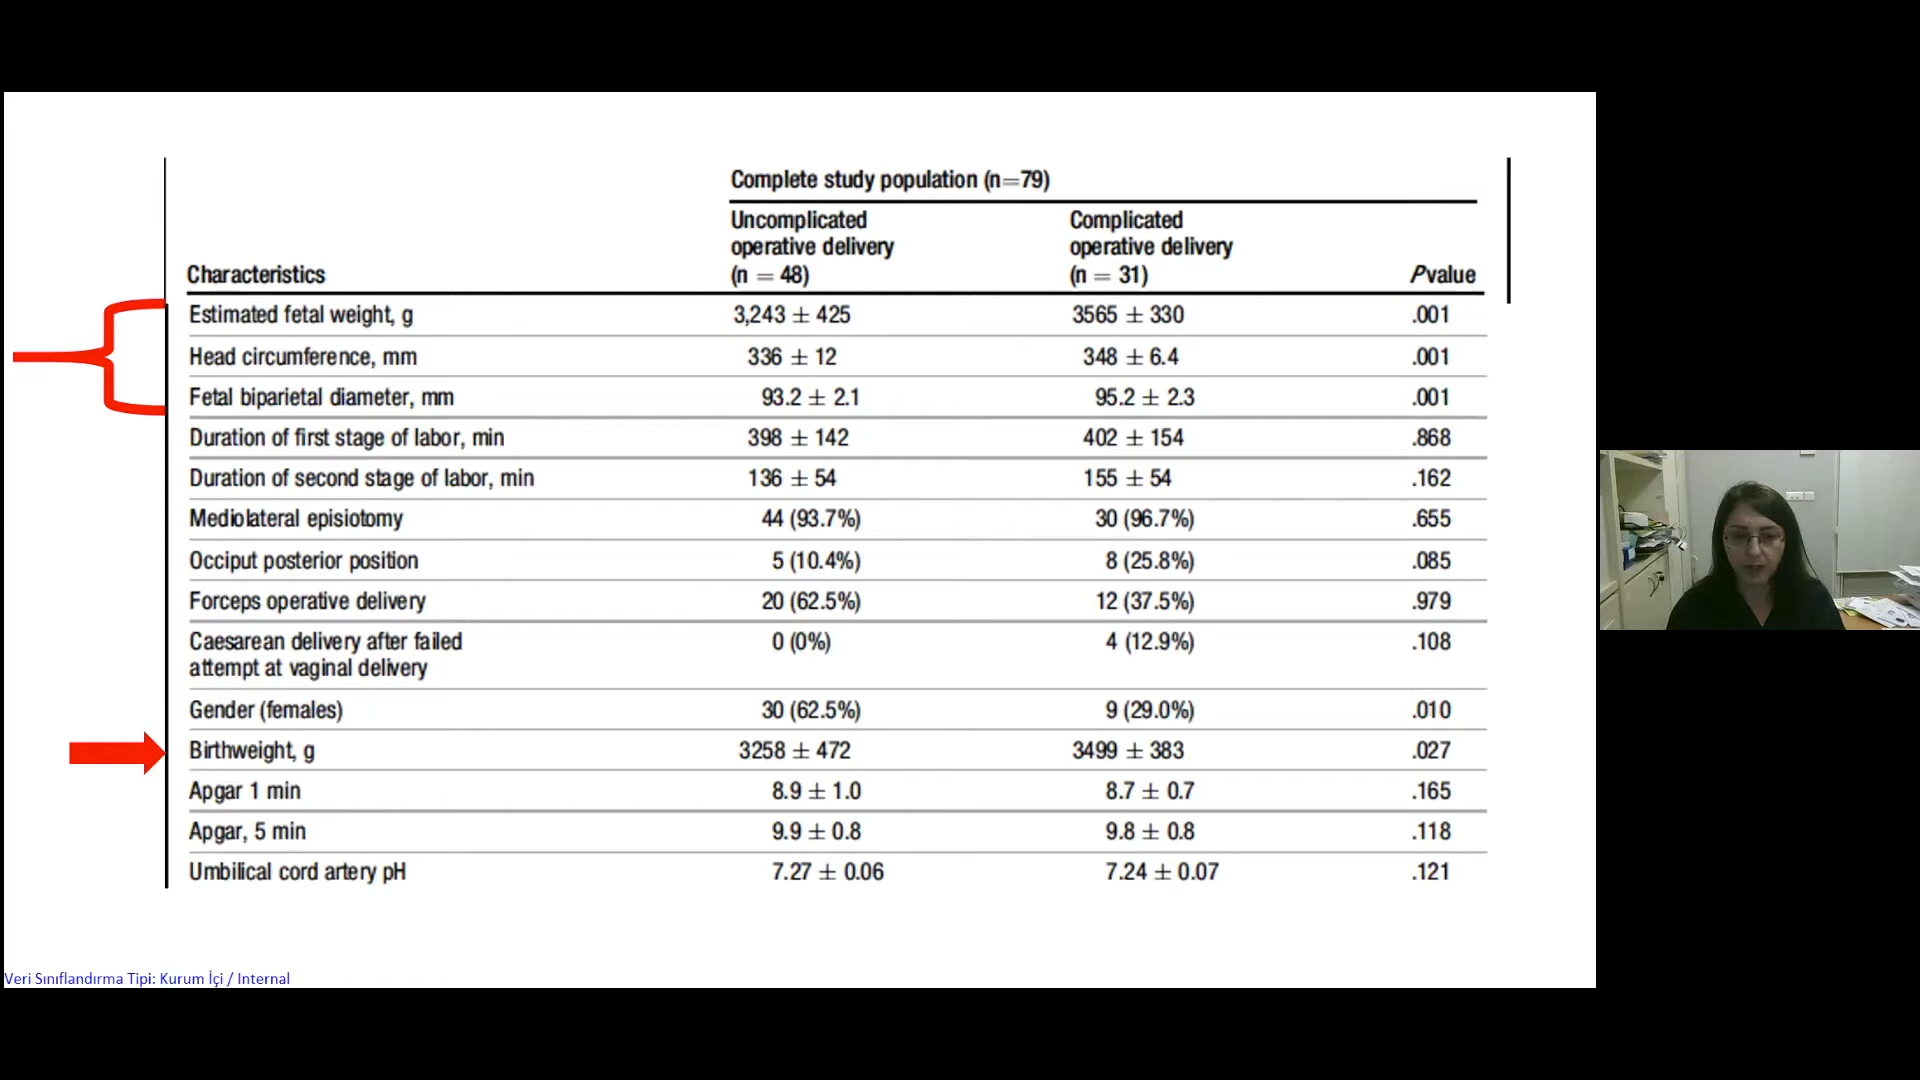 Complete study population (n=79)
Uncomplicated operative delivery (n = 48) Complicated operative delivery (n = 31)
Characteristics Pvalue
Estimated fetal weight, g 3,243 ± 425 3565 ± 330 .001
Head circumference, mm 336 ± 12 348 ± 6.4 .001
Fetal biparietal diameter, mm 93.2 ± 2.1 95.2 ± 2.3 .001
Duration of first stage of labor, min 398 ± 142 402 ± 154 .868
Duration of second stage of labor, min 136 ± 54 155 ± 54 .162
Mediolateral episiotomy 44 (93.7%) 30 (96.7%) .655
Occiput posterior position 5 (10.4%) 8 (25.8%) .085
Forceps operative delivery 20 (62.5%) 12 (37.5%) .979
Caesarean delivery after failed 0 (0%) 4 (12.9%) .108
attempt at vaginal delivery
Gender (females) 30 (62.5%) 9 (29.0%) .010
Birthweight, g 3258 ± 472 3499 ± 383 .027
Apgar 1 min 8.9 ± 1.0 8.7 ± 0.7 .165
Apgar, 5 min 9.9 ± 0.8 9.8 ± 0.8 .118
Umbilical cord artery pH 7.27 ± 0.06 7.24 ± 0.07 .121
Veri Sınıflandırma Tipi: Kurum İçi / Internal